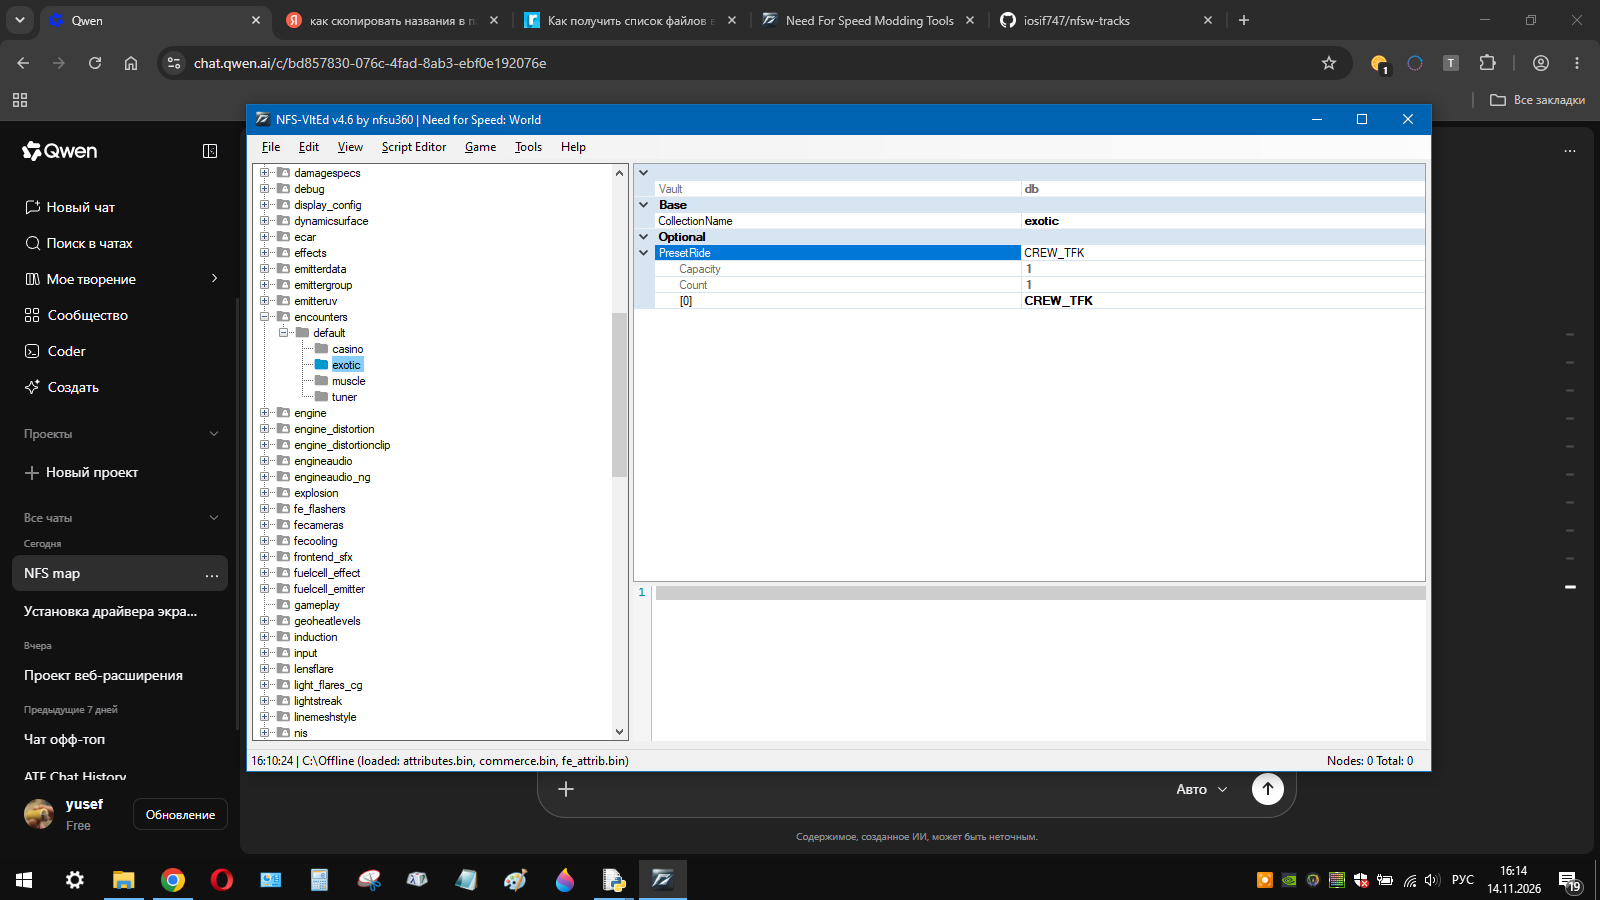 Qwen
как скопировать названия в п
Как получить список файлов в
Need For Speed Modding Tools
iosif747/nfsw-tracks
chat.qwen.ai/c/bd857830-076c-4fad-8ab3-ebf0e192076e
1
T
Все закладки
Qwen
Новый чат
Поиск в чатах
Мое творение
Сообщество
Coder
Создать
Проекты
Новый проект
Все чаты
Сегодня
NFS map
Установка драйвера экра...
Вчера
Проект веб-расширения
Предыдущие 7 дней
Чат офф-топ
ATF Chat History
yusef
Free
Обновление
NFS-VltEd v4.6 by nfsu360 | Need for Speed: World
File Edit View Script Editor Game Tools Help
damagespecs
debug
display_config
dynamicsurface
ecar
effects
emitterdata
emittergroup
emitteruv
encounters
default
casino
exotic
muscle
tuner
engine
engine_distortion
engine_distortionclip
engineaudio
engineaudio_ng
explosion
fe_flashers
fecameras
fecooling
frontend_sfx
fuelcell_effect
fuelcell_emitter
gameplay
geoheatlevels
induction
input
lensflare
light_flares_cg
lightstreak
linemeshstyle
nis
Vault db
Base
CollectionName exotic
Optional
PresetRide CREW_TFK
Capacity 1
Count 1
[0] CREW_TFK
1
16:10:24 | C:\Offline (loaded: attributes.bin, commerce.bin, fe_attrib.bin)
Nodes: 0 Total: 0
Авто
Содержимое, созданное ИИ, может быть неточным.
РУС
16:14
14.11.2026
19